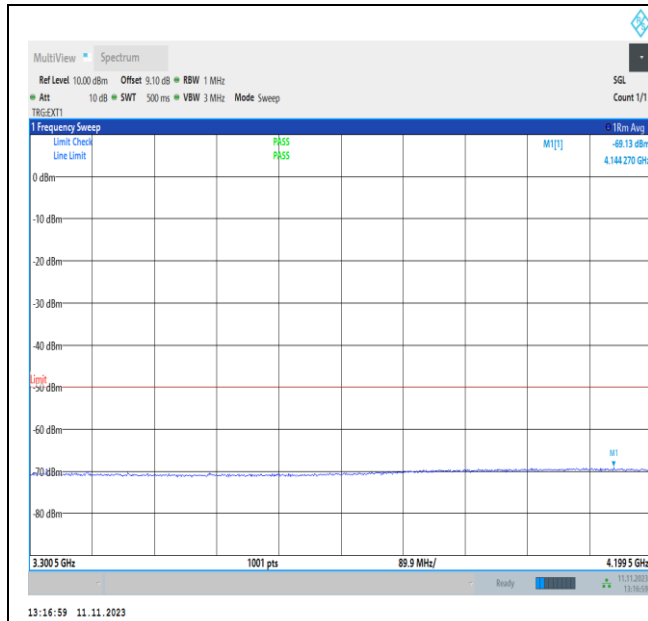 MultiView Spectrum
Ref Level 10.00 dBm Offset 9.10 dB RBW 1 MHz SGL
Att 10 dB SWT 500 ms VBW 3 MHz Mode Sweep Count 1/1
TRG:EXT1
1 Frequency Sweep 1Rm Avg
Limit Check PASS M1[1] -69.13 dBm
Line Limit PASS 4.144 270 GHz
0 dBm
-10 dBm
-20 dBm
-30 dBm
-40 dBm
Limit
-50 dBm
-60 dBm
M1
-70 dBm
-80 dBm
3.300 5 GHz 1001 pts 89.9 MHz/ 4.199 5 GHz
Ready 11.11.2023
13:16:59
13:16:59 11.11.2023